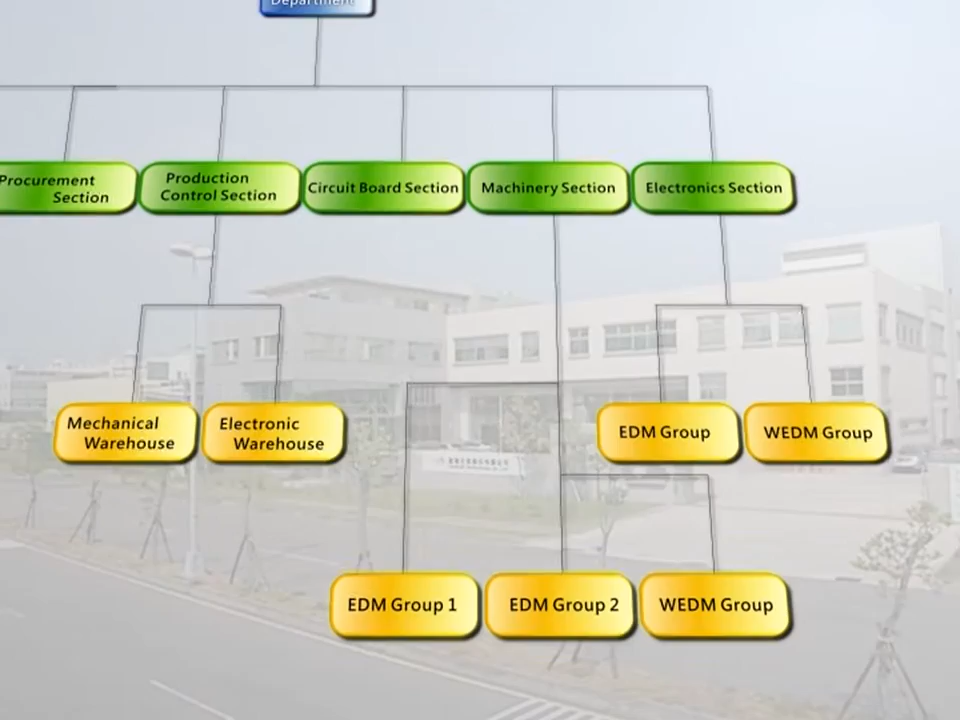 Department
Procurement
Section
Production
Control Section
Circuit Board Section
Machinery Section
Electronics Section
Mechanical
Warehouse
Electronic
Warehouse
EDM Group
WEDM Group
EDM Group 1
EDM Group 2
WEDM Group